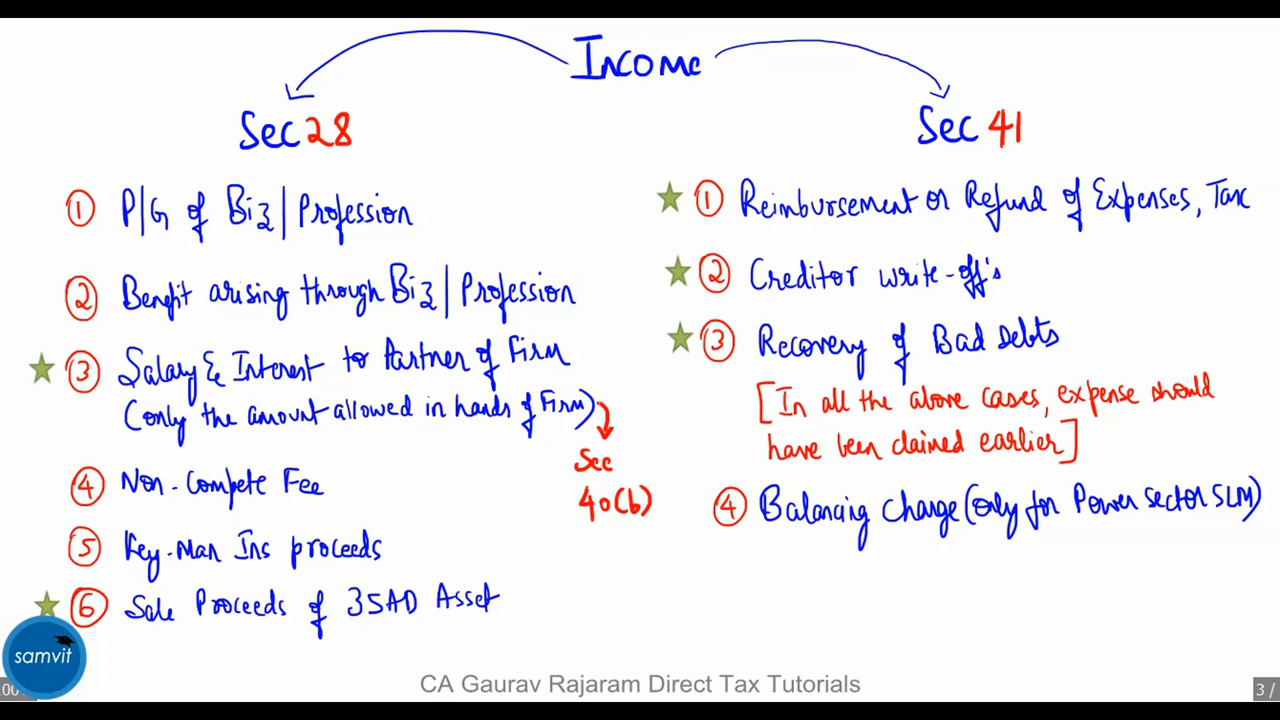 Income
Sec 28
① P/G of Biz/Profession
② Benefit arising through Biz/Profession
③ Salary & Interest to Partner of Firm
(only the amount allowed in hands of Firm)
Sec
40(b)
④ Non-Compete Fee
⑤ Key-Man Ins proceeds
⑥ Sale Proceeds of 35AD Asset
Sec 41
① Reimbursement or Refund of Expenses, Tax
② Creditor write-off's
③ Recovery of Bad Debts
[In all the above cases, expense should
have been claimed earlier]
④ Balancing Charge (only for Power sector SLM)
samvit
CA Gaurav Rajaram Direct Tax Tutorials
3 /